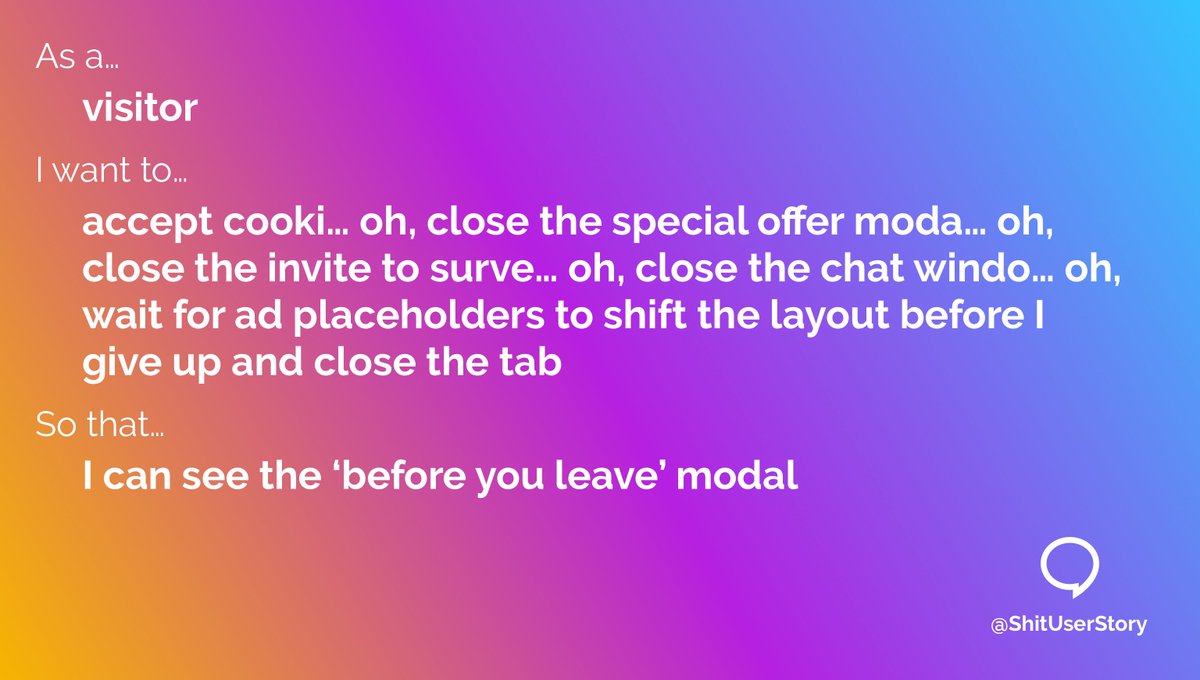 As a…
visitor
I want to…
accept cooki… oh, close the special offer moda… oh,
close the invite to surve… oh, close the chat windo… oh,
wait for ad placeholders to shift the layout before I
give up and close the tab
So that…
I can see the ‘before you leave’ modal
@ShitUserStory